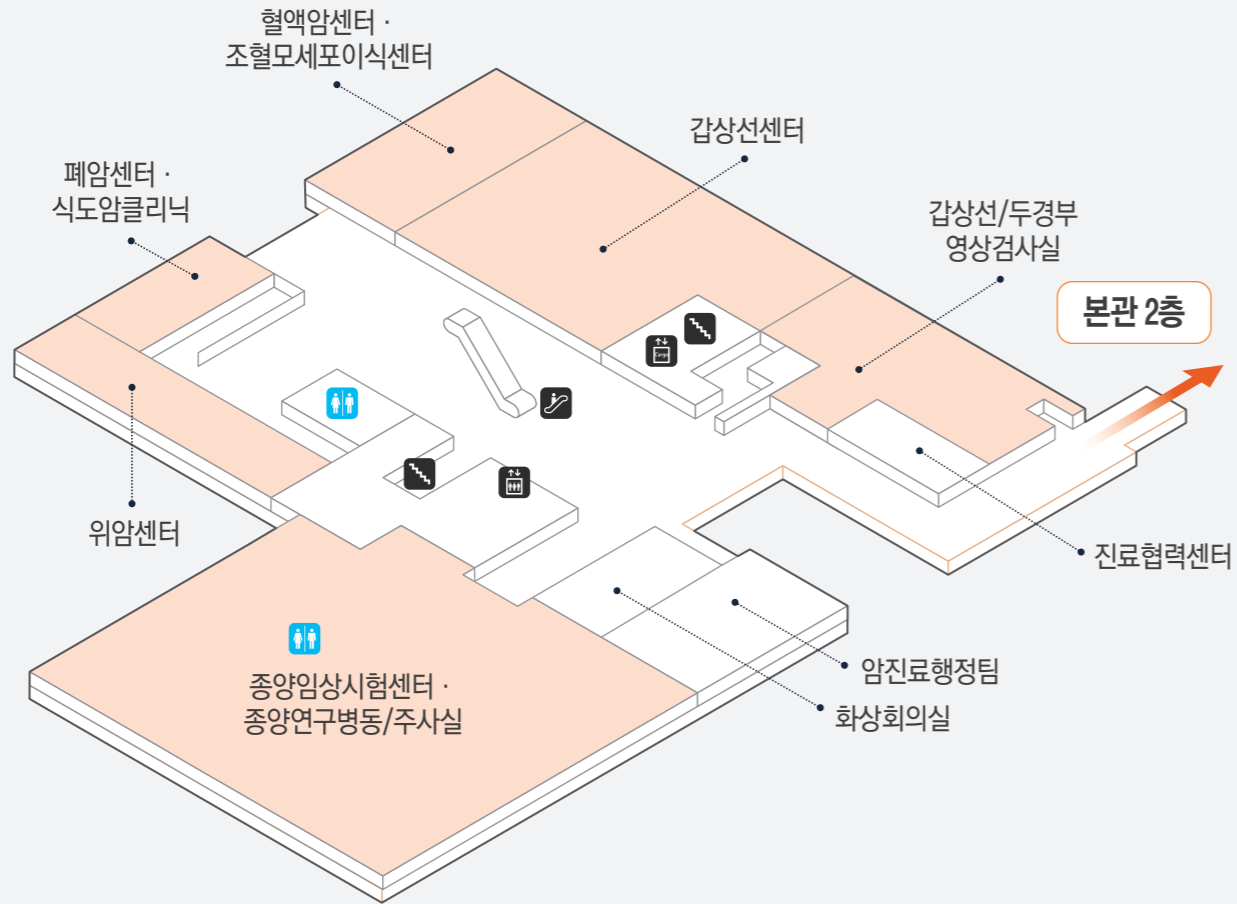 혈액암센터 ·
조혈모세포이식센터
갑상선센터
폐암센터 ·
식도암클리닉
갑상선/두경부
영상검사실
본관 2층
Cargo
위암센터
진료협력센터
암진료행정팀
화상회의실
종양임상시험센터 ·
종양연구병동/주사실